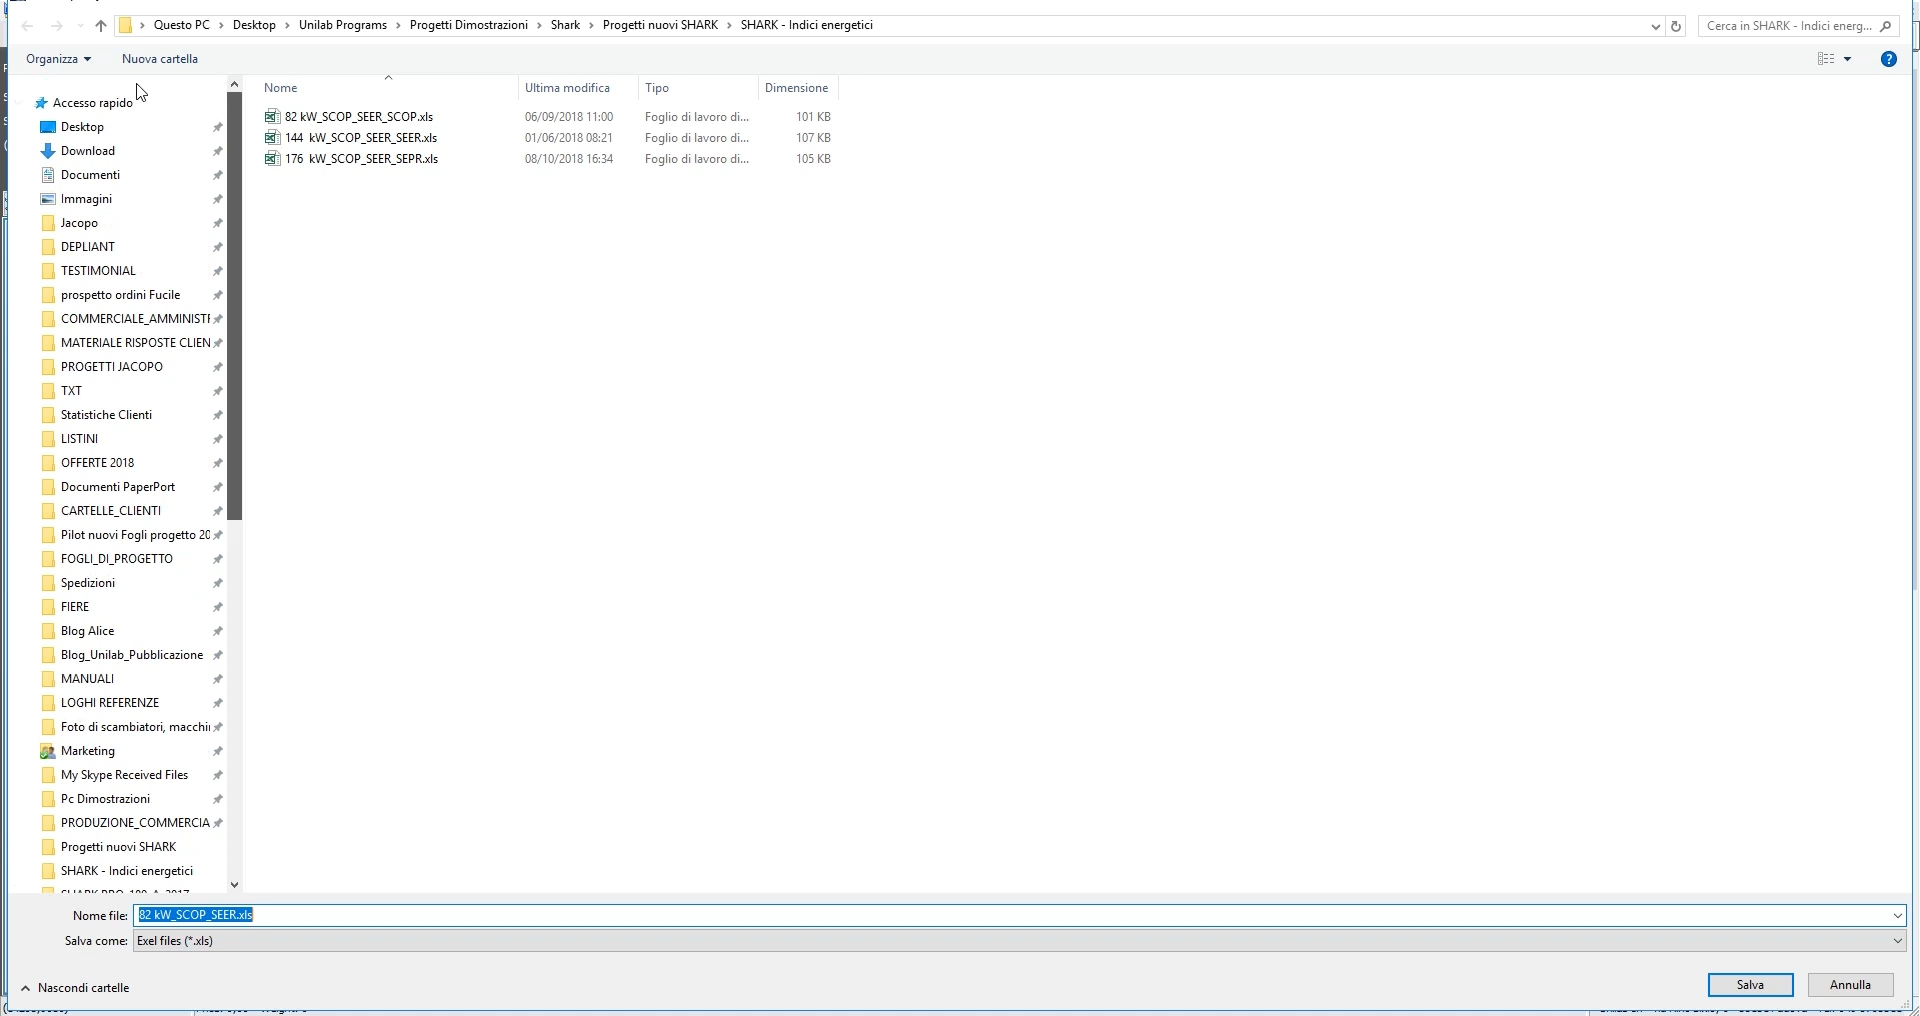 Questo PC > Desktop > Unilab Programs > Progetti Dimostrazioni > Shark > Progetti nuovi SHARK > SHARK - Indici energetici
Cerca in SHARK - Indici energ...
Organizza
Nuova cartella
Nome
Ultima modifica
Tipo
Dimensione
82 kW_SCOP_SEER_SCOP.xls 06/09/2018 11:00 Foglio di lavoro di... 101 KB
144 kW_SCOP_SEER_SEER.xls 01/06/2018 08:21 Foglio di lavoro di... 107 KB
176 kW_SCOP_SEER_SEPR.xls 08/10/2018 16:34 Foglio di lavoro di... 105 KB
Accesso rapido
Desktop
Download
Documenti
Immagini
Jacopo
DEPLIANT
TESTIMONIAL
prospetto ordini Fucile
COMMERCIALE_AMMINISTR
MATERIALE RISPOSTE CLIEN
PROGETTI JACOPO
TXT
Statistiche Clienti
LISTINI
OFFERTE 2018
Documenti PaperPort
CARTELLE_CLIENTI
Pilot nuovi Fogli progetto 20
FOGLI_DI_PROGETTO
Spedizioni
FIERE
Blog Alice
Blog_Unilab_Pubblicazione
MANUALI
LOGHI REFERENZE
Foto di scambiatori, macchi
Marketing
My Skype Received Files
Pc Dimostrazioni
PRODUZIONE_COMMERCIA
Progetti nuovi SHARK
SHARK - Indici energetici
Nome file: 82 kW_SCOP_SEER.xls
Salva come: Exel files (*.xls)
Nascondi cartelle
Salva
Annulla